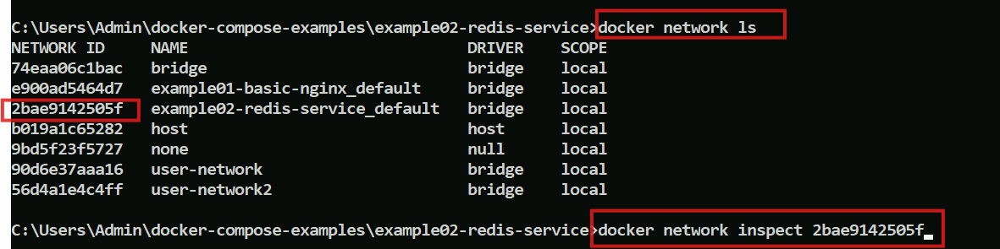 C:\Users\Admin\docker-compose-examples\example02-redis-service>docker network ls
NETWORK ID     NAME                              DRIVER    SCOPE
74eaa06c1bac   bridge                            bridge    local
e900ad5464d7   example01-basic-nginx_default     bridge    local
2bae9142505f   example02-redis-service_default   bridge    local
b019a1c65282   host                              host      local
9bd5f23f5727   none                              null      local
90d6e37aaa16   user-network                      bridge    local
56d4a1e4c4ff   user-network2                     bridge    local
C:\Users\Admin\docker-compose-examples\example02-redis-service>docker network inspect 2bae9142505f